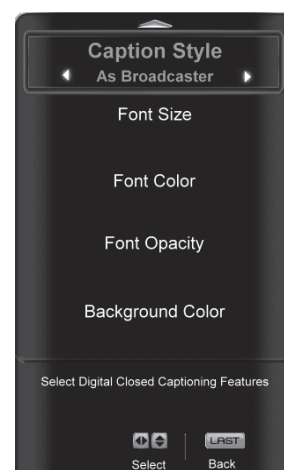 Caption Style
As Broadcaster
Font Size
Font Color
Font Opacity
Background Color
Select Digital Closed Captioning Features
LAST
Select Back